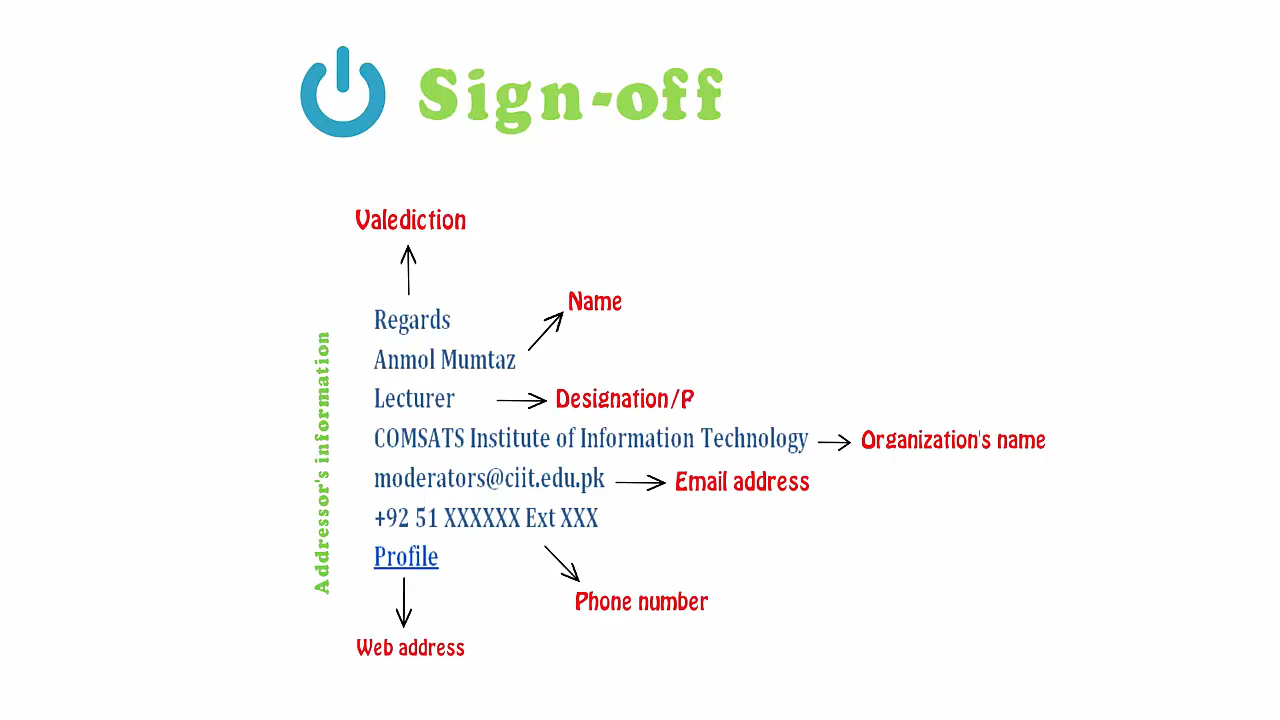 Sign-off
Valediction
Name
Regards
Anmol Mumtaz
Lecturer
Designation/P
COMSATS Institute of Information Technology
Organization's name
moderators@ciit.edu.pk
Email address
+92 51 XXXXXX Ext XXX
Profile
Phone number
Web address
Addressor's information